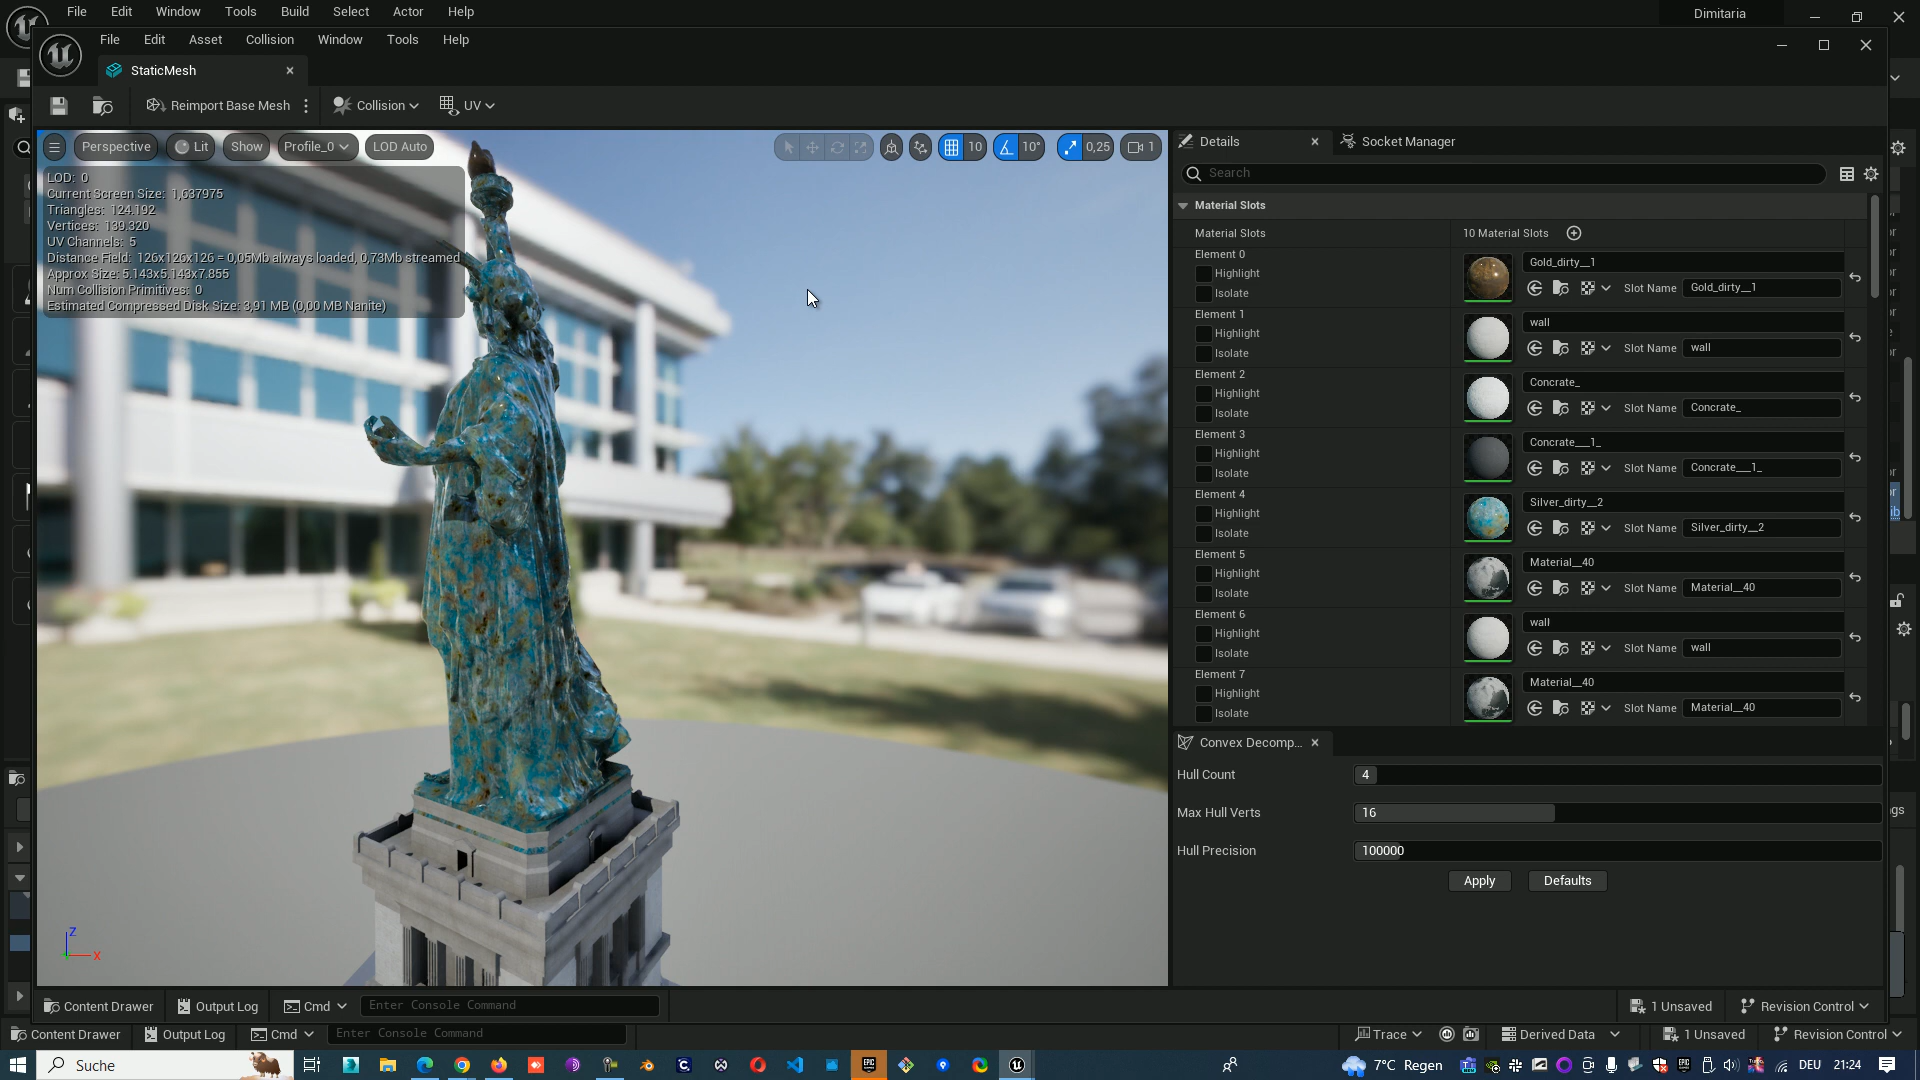 File Edit Window Tools Build Select Actor Help
Dimitaria
File Edit Asset Collision Window Tools Help
StaticMesh
Reimport Base Mesh
Collision
UV
Perspective Lit Show Profile_0 LOD Auto
10 10° 0,25 1
LOD: 0
Current Screen Size: 1,637975
Triangles: 124.192
Vertices: 139.320
UV Channels: 5
Distance Field: 126x126x126 = 0,05Mb always loaded, 0,73Mb streamed
Approx Size: 5.143x5.143x7.855
Num Collision Primitives: 0
Estimated Compressed Disk Size: 3,91 MB (0,00 MB Nanite)
Z
X
Details
Socket Manager
Search
Material Slots
Material Slots
10 Material Slots
Element 0
Highlight
Isolate
Gold_dirty__1
Slot Name Gold_dirty__1
Element 1
Highlight
Isolate
wall
Slot Name wall
Element 2
Highlight
Isolate
Concrate_
Slot Name Concrate_
Element 3
Highlight
Isolate
Concrate___1_
Slot Name Concrate___1_
Element 4
Highlight
Isolate
Silver_dirty__2
Slot Name Silver_dirty__2
Element 5
Highlight
Isolate
Material__40
Slot Name Material__40
Element 6
Highlight
Isolate
wall
Slot Name wall
Element 7
Highlight
Isolate
Material__40
Slot Name Material__40
Convex Decomp...
Hull Count 4
Max Hull Verts 16
Hull Precision 100000
Apply Defaults
Content Drawer Output Log Cmd Enter Console Command
1 Unsaved Revision Control
Content Drawer Output Log Cmd Enter Console Command
Trace Derived Data 1 Unsaved Revision Control
Suche
7°C Regen
DEU 21:24